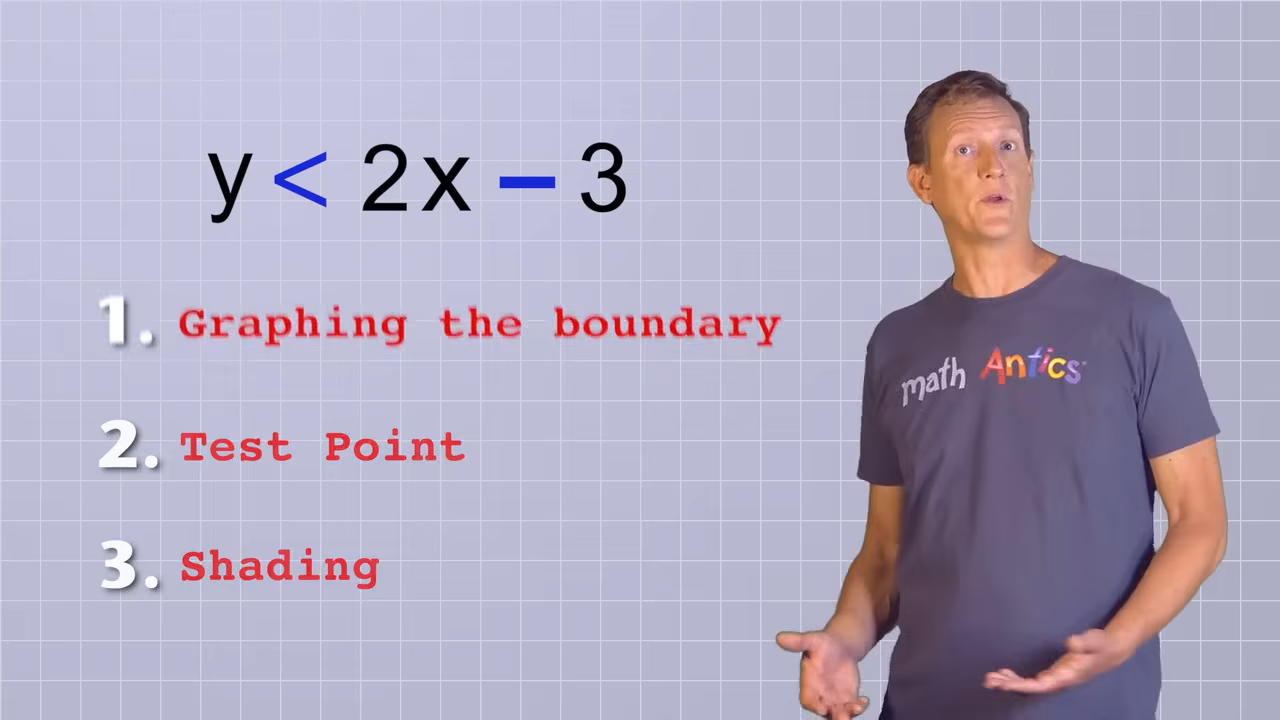 y < 2x − 3
1. Graphing the boundary
2. Test Point
3. Shading
math Antics